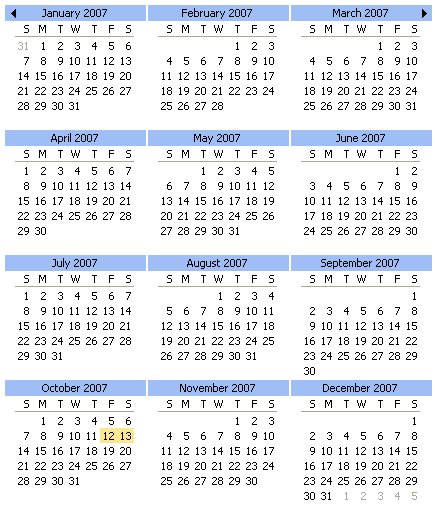 January 2007 February 2007 March 2007
S M T W T F S S M T W T F S S M T W T F S
31 1 2 3 4 5 6 1 2 3 1 2 3
7 8 9 10 11 12 13 4 5 6 7 8 9 10 4 5 6 7 8 9 10
14 15 16 17 18 19 20 11 12 13 14 15 16 17 11 12 13 14 15 16 17
21 22 23 24 25 26 27 18 19 20 21 22 23 24 18 19 20 21 22 23 24
28 29 30 31 25 26 27 28 25 26 27 28 29 30 31
April 2007 May 2007 June 2007
S M T W T F S S M T W T F S S M T W T F S
1 2 3 4 5 6 7 1 2 3 4 5 1 2
8 9 10 11 12 13 14 6 7 8 9 10 11 12 3 4 5 6 7 8 9
15 16 17 18 19 20 21 13 14 15 16 17 18 19 10 11 12 13 14 15 16
22 23 24 25 26 27 28 20 21 22 23 24 25 26 17 18 19 20 21 22 23
29 30 27 28 29 30 31 24 25 26 27 28 29 30
July 2007 August 2007 September 2007
S M T W T F S S M T W T F S S M T W T F S
1 2 3 4 5 6 7 1 2 3 4 1
8 9 10 11 12 13 14 5 6 7 8 9 10 11 2 3 4 5 6 7 8
15 16 17 18 19 20 21 12 13 14 15 16 17 18 9 10 11 12 13 14 15
22 23 24 25 26 27 28 19 20 21 22 23 24 25 16 17 18 19 20 21 22
29 30 31 26 27 28 29 30 31 23 24 25 26 27 28 29
30
October 2007 November 2007 December 2007
S M T W T F S S M T W T F S S M T W T F S
1 2 3 4 5 6 1 2 3 1
7 8 9 10 11 12 13 4 5 6 7 8 9 10 2 3 4 5 6 7 8
14 15 16 17 18 19 20 11 12 13 14 15 16 17 9 10 11 12 13 14 15
21 22 23 24 25 26 27 18 19 20 21 22 23 24 16 17 18 19 20 21 22
28 29 30 31 25 26 27 28 29 30 23 24 25 26 27 28 29
30 31 1 2 3 4 5